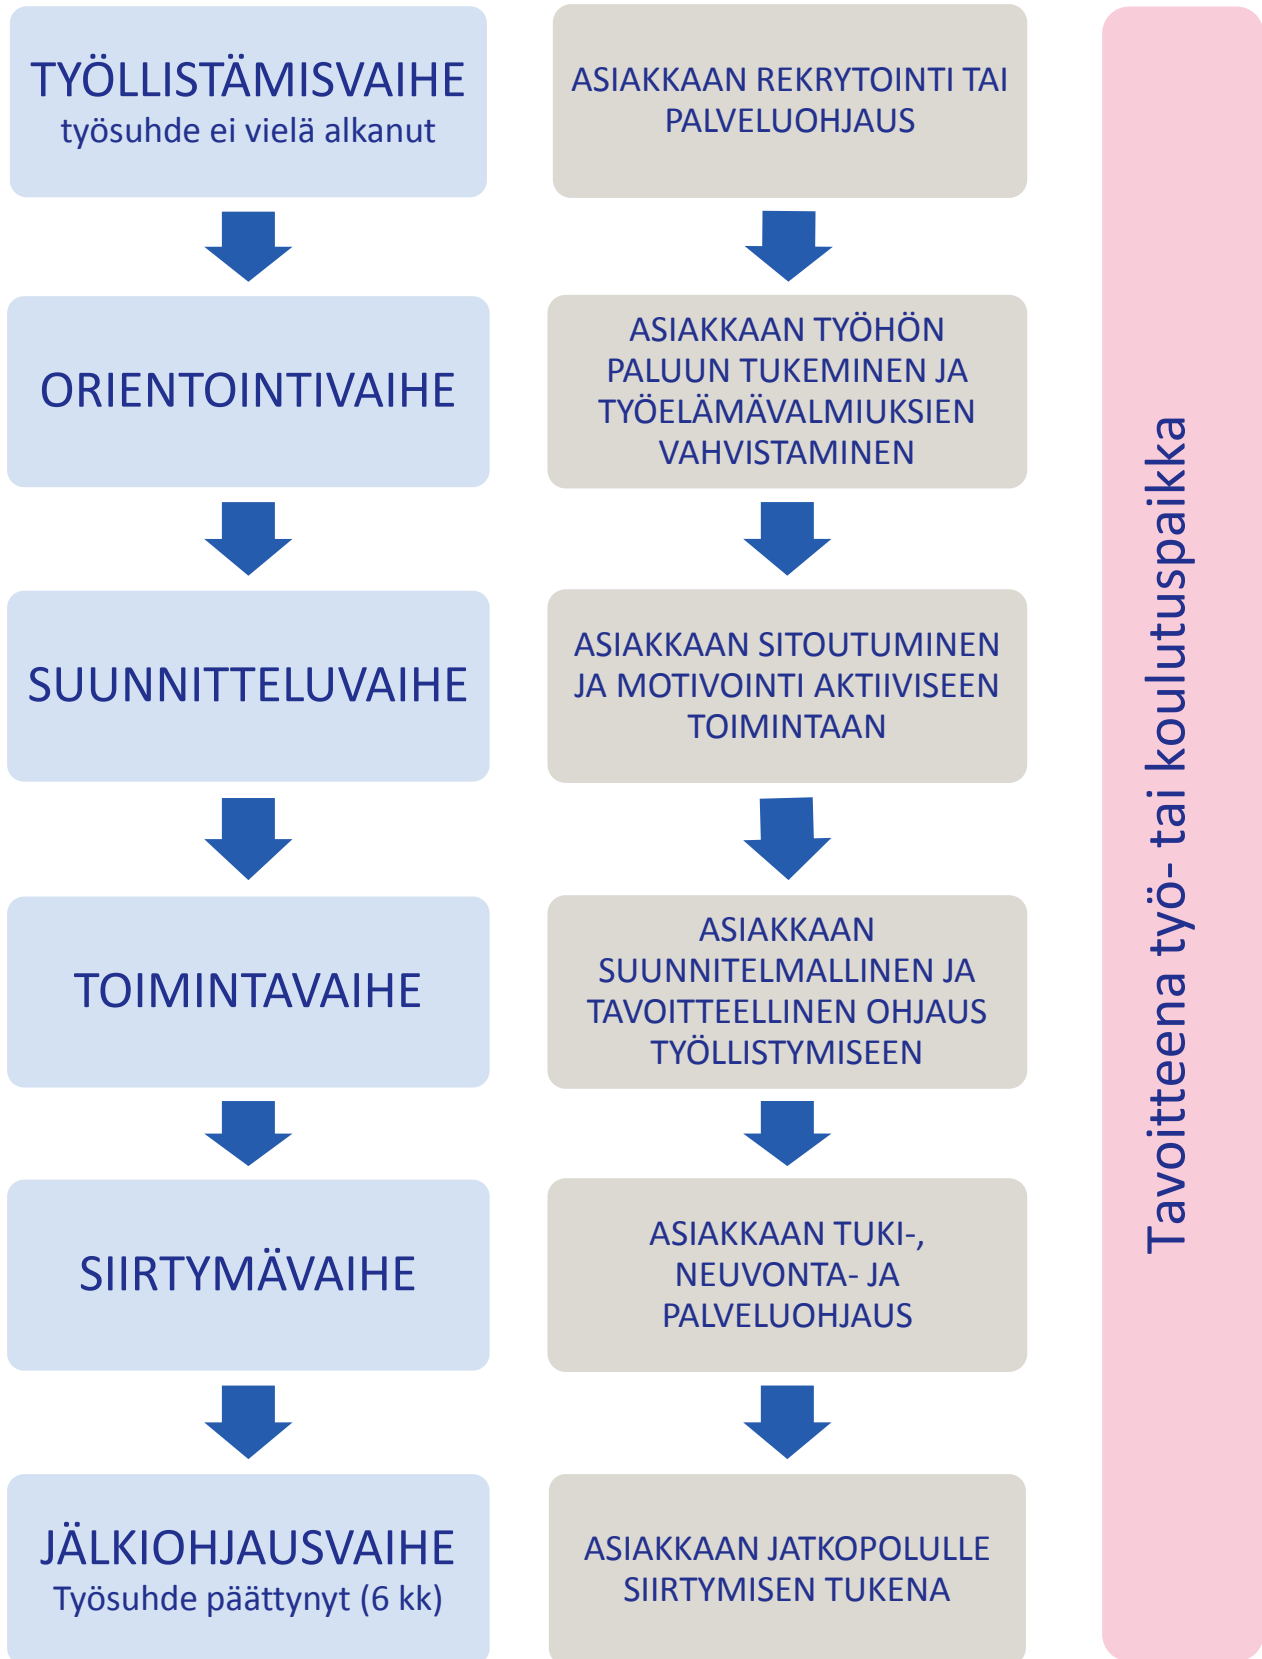 TYÖLLISTÄMISVAIHE
työsuhde ei vielä alkanut
ASIAKKAAN REKRYTOINTI TAI
PALVELUOHJAUS
ORIENTOINTIVAIHE
ASIAKKAAN TYÖHÖN
PALUUN TUKEMINEN JA
TYÖELÄMÄVALMIUKSIEN
VAHVISTAMINEN
SUUNNITTELUVAIHE
ASIAKKAAN SITOUTUMINEN
JA MOTIVOINTI AKTIIVISEEN
TOIMINTAAN
TOIMINTAVAIHE
ASIAKKAAN
SUUNNITELMALLINEN JA
TAVOITTEELLINEN OHJAUS
TYÖLLISTYMISEEN
SIIRTYMÄVAIHE
ASIAKKAAN TUKI-,
NEUVONTA- JA
PALVELUOHJAUS
JÄLKIOHJAUSVAIHE
Työsuhde päättynyt (6 kk)
ASIAKKAAN JATKOPOLULLE
SIIRTYMISEN TUKENA
Tavoitteena työ- tai koulutuspaikka